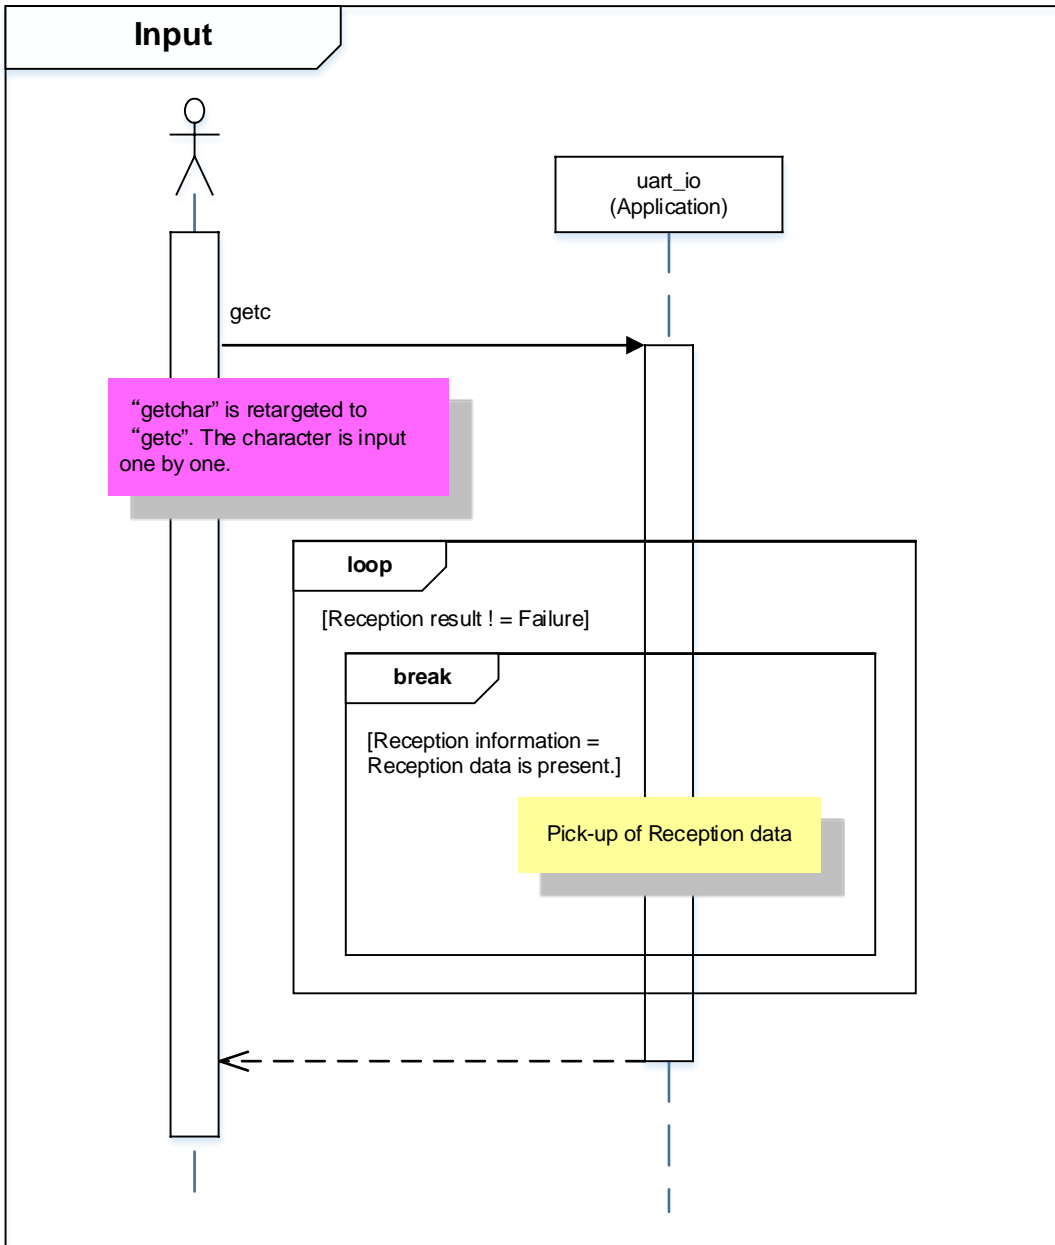 Input
uart_io
(Application)
getc
“getchar” is retargeted to
“getc”. The character is input
one by one.
loop
[Reception result ! = Failure]
break
[Reception information =
Reception data is present.]
Pick-up of Reception data